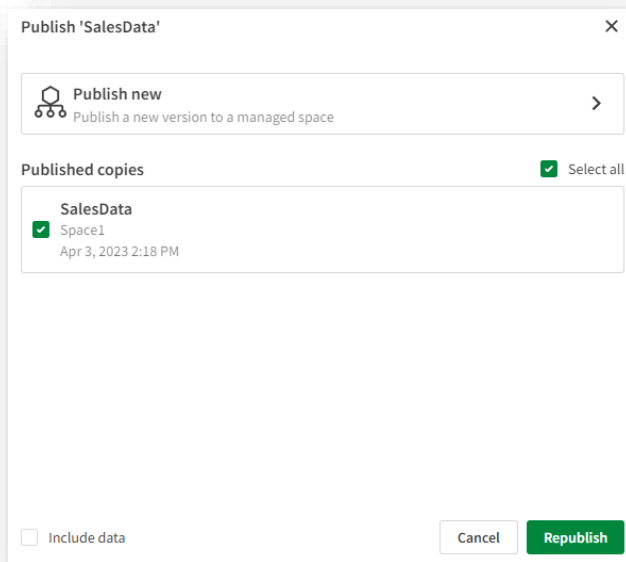 Publish 'SalesData'
Publish new
Publish a new version to a managed space
Published copies
Select all
SalesData
Space1
Apr 3, 2023 2:18 PM
Include data
Cancel
Republish